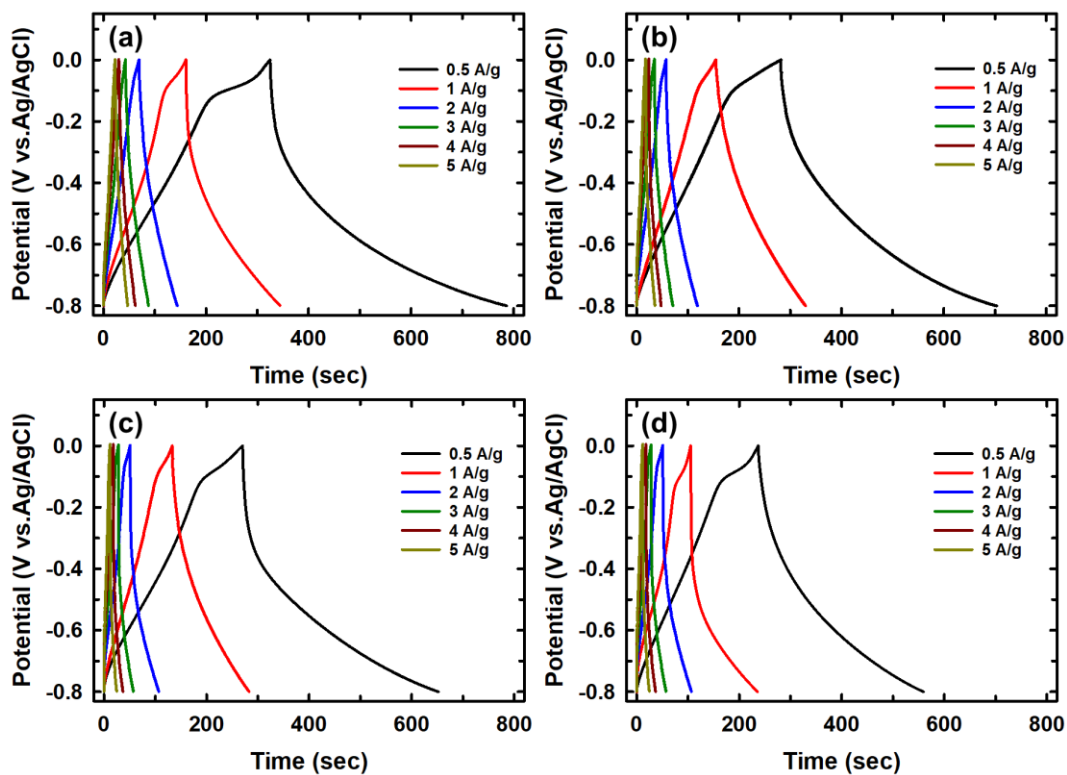 (a)
0.0
-0.2
-0.4
-0.6
-0.8
Potential (V vs.Ag/AgCl)
0.5 A/g
1 A/g
2 A/g
3 A/g
4 A/g
5 A/g
0 200 400 600 800
Time (sec)
(b)
0.0
-0.2
-0.4
-0.6
-0.8
Potential (V vs.Ag/AgCl)
0.5 A/g
1 A/g
2 A/g
3 A/g
4 A/g
5 A/g
0 200 400 600 800
Time (sec)
(c)
0.0
-0.2
-0.4
-0.6
-0.8
Potential (V vs.Ag/AgCl)
0.5 A/g
1 A/g
2 A/g
3 A/g
4 A/g
5 A/g
0 200 400 600 800
Time (sec)
(d)
0.0
-0.2
-0.4
-0.6
-0.8
Potential (V vs.Ag/AgCl)
0.5 A/g
1 A/g
2 A/g
3 A/g
4 A/g
5 A/g
0 200 400 600 800
Time (sec)